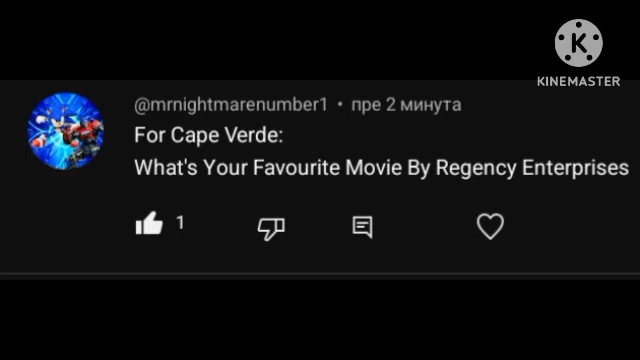 KINEMASTER
@mrnightmarenumber1 • пре 2 минута
For Cape Verde:
What's Your Favourite Movie By Regency Enterprises
1